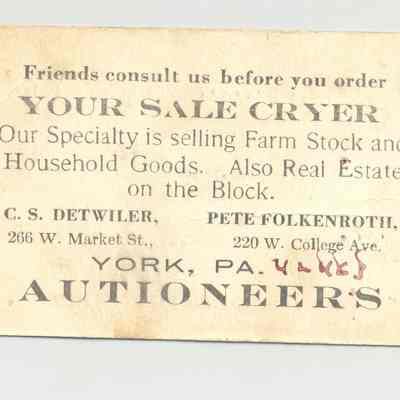 Friends consult us before you order
YOUR SALE CRYER
Our Specialty is selling Farm Stock and
Household Goods. Also Real Estate
on the Block.
C. S. DETWILER, PETE FOLKENROTH,
266 W. Market St., 220 W. College Ave.
YORK, PA.
AUTIONEERS